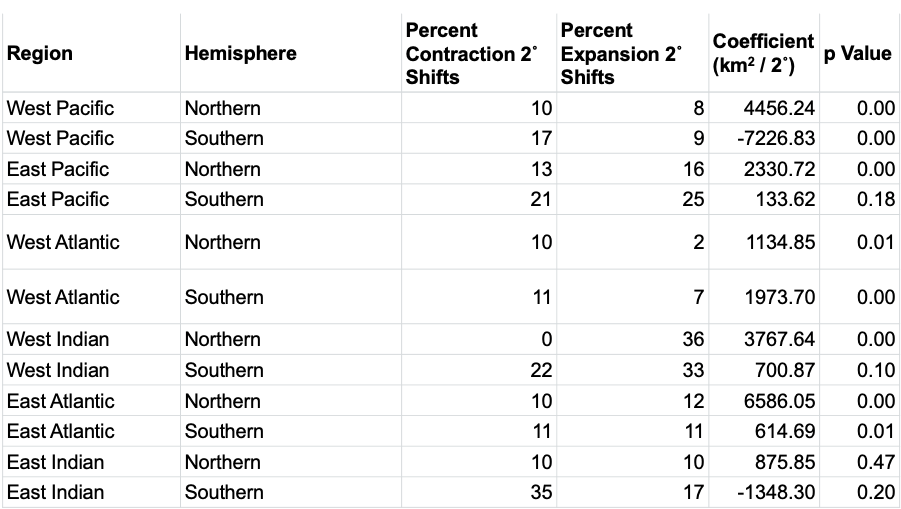 Region Hemisphere Percent Contraction 2˚ Shifts Percent Expansion 2˚ Shifts Coefficient (km² / 2˚) p Value
West Pacific Northern 10 8 4456.24 0.00
West Pacific Southern 17 9 -7226.83 0.00
East Pacific Northern 13 16 2330.72 0.00
East Pacific Southern 21 25 133.62 0.18
West Atlantic Northern 10 2 1134.85 0.01
West Atlantic Southern 11 7 1973.70 0.00
West Indian Northern 0 36 3767.64 0.00
West Indian Southern 22 33 700.87 0.10
East Atlantic Northern 10 12 6586.05 0.00
East Atlantic Southern 11 11 614.69 0.01
East Indian Northern 10 10 875.85 0.47
East Indian Southern 35 17 -1348.30 0.20